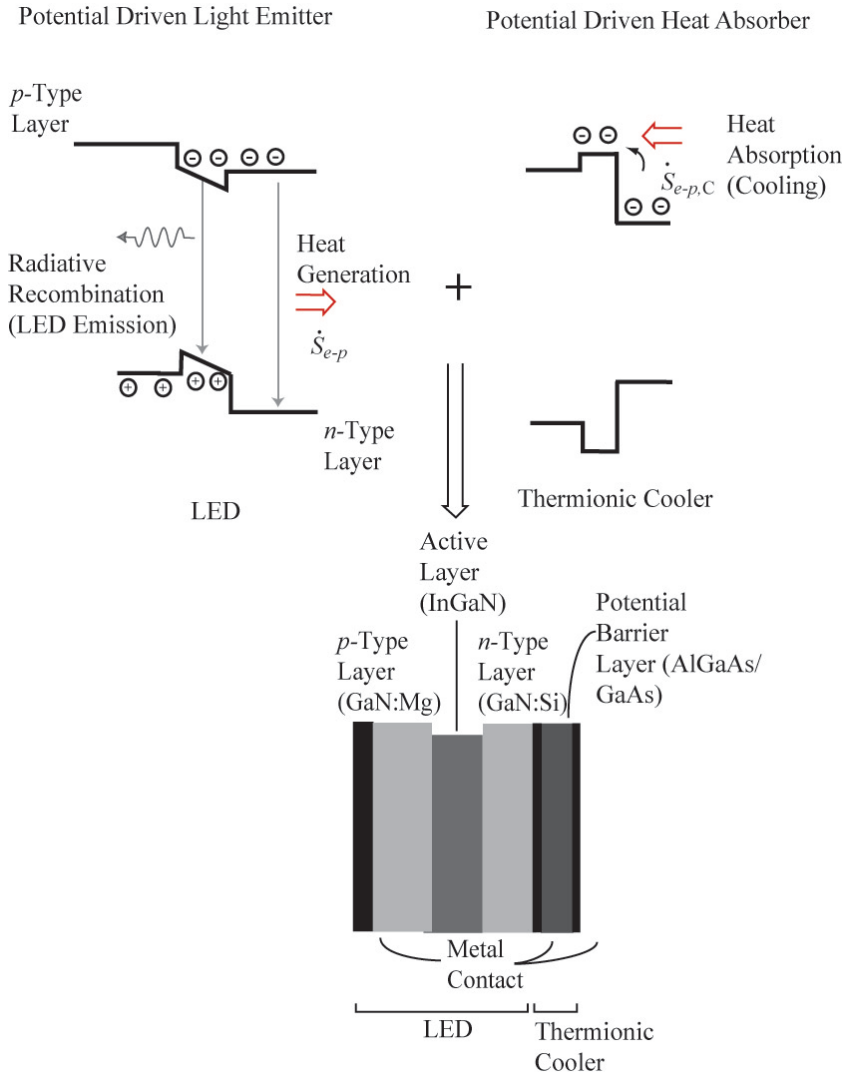 Potential Driven Light Emitter
Potential Driven Heat Absorber
p-Type
Layer
Heat
Absorption
(Cooling)
Ṡe-p,C
Radiative
Recombination
(LED Emission)
Heat
Generation
Ṡe-p
+
n-Type
Layer
LED
Thermionic Cooler
Active
Layer
(InGaN)
p-Type
Layer
(GaN:Mg)
n-Type
Layer
(GaN:Si)
Potential
Barrier
Layer (AlGaAs/
GaAs)
Metal
Contact
LED
Thermionic
Cooler